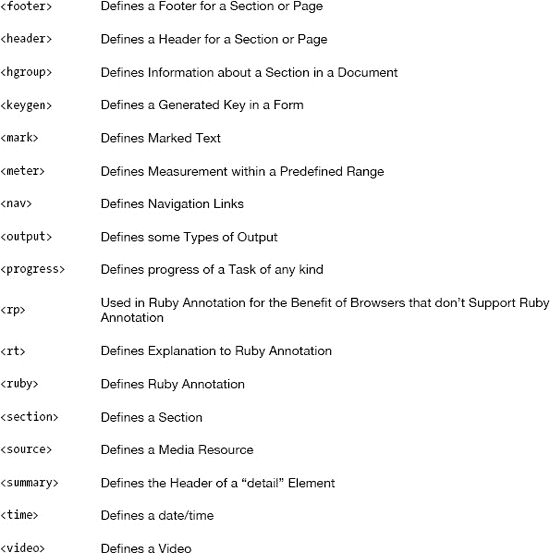 <footer> Defines a Footer for a Section or Page
<header> Defines a Header for a Section or Page
<hgroup> Defines Information about a Section in a Document
<keygen> Defines a Generated Key in a Form
<mark> Defines Marked Text
<meter> Defines Measurement within a Predefined Range
<nav> Defines Navigation Links
<output> Defines some Types of Output
<progress> Defines progress of a Task of any kind
<rp> Used in Ruby Annotation for the Benefit of Browsers that don't Support Ruby
Annotation
<rt> Defines Explanation to Ruby Annotation
<ruby> Defines Ruby Annotation
<section> Defines a Section
<source> Defines a Media Resource
<summary> Defines the Header of a “detail” Element
<time> Defines a date/time
<video> Defines a Video